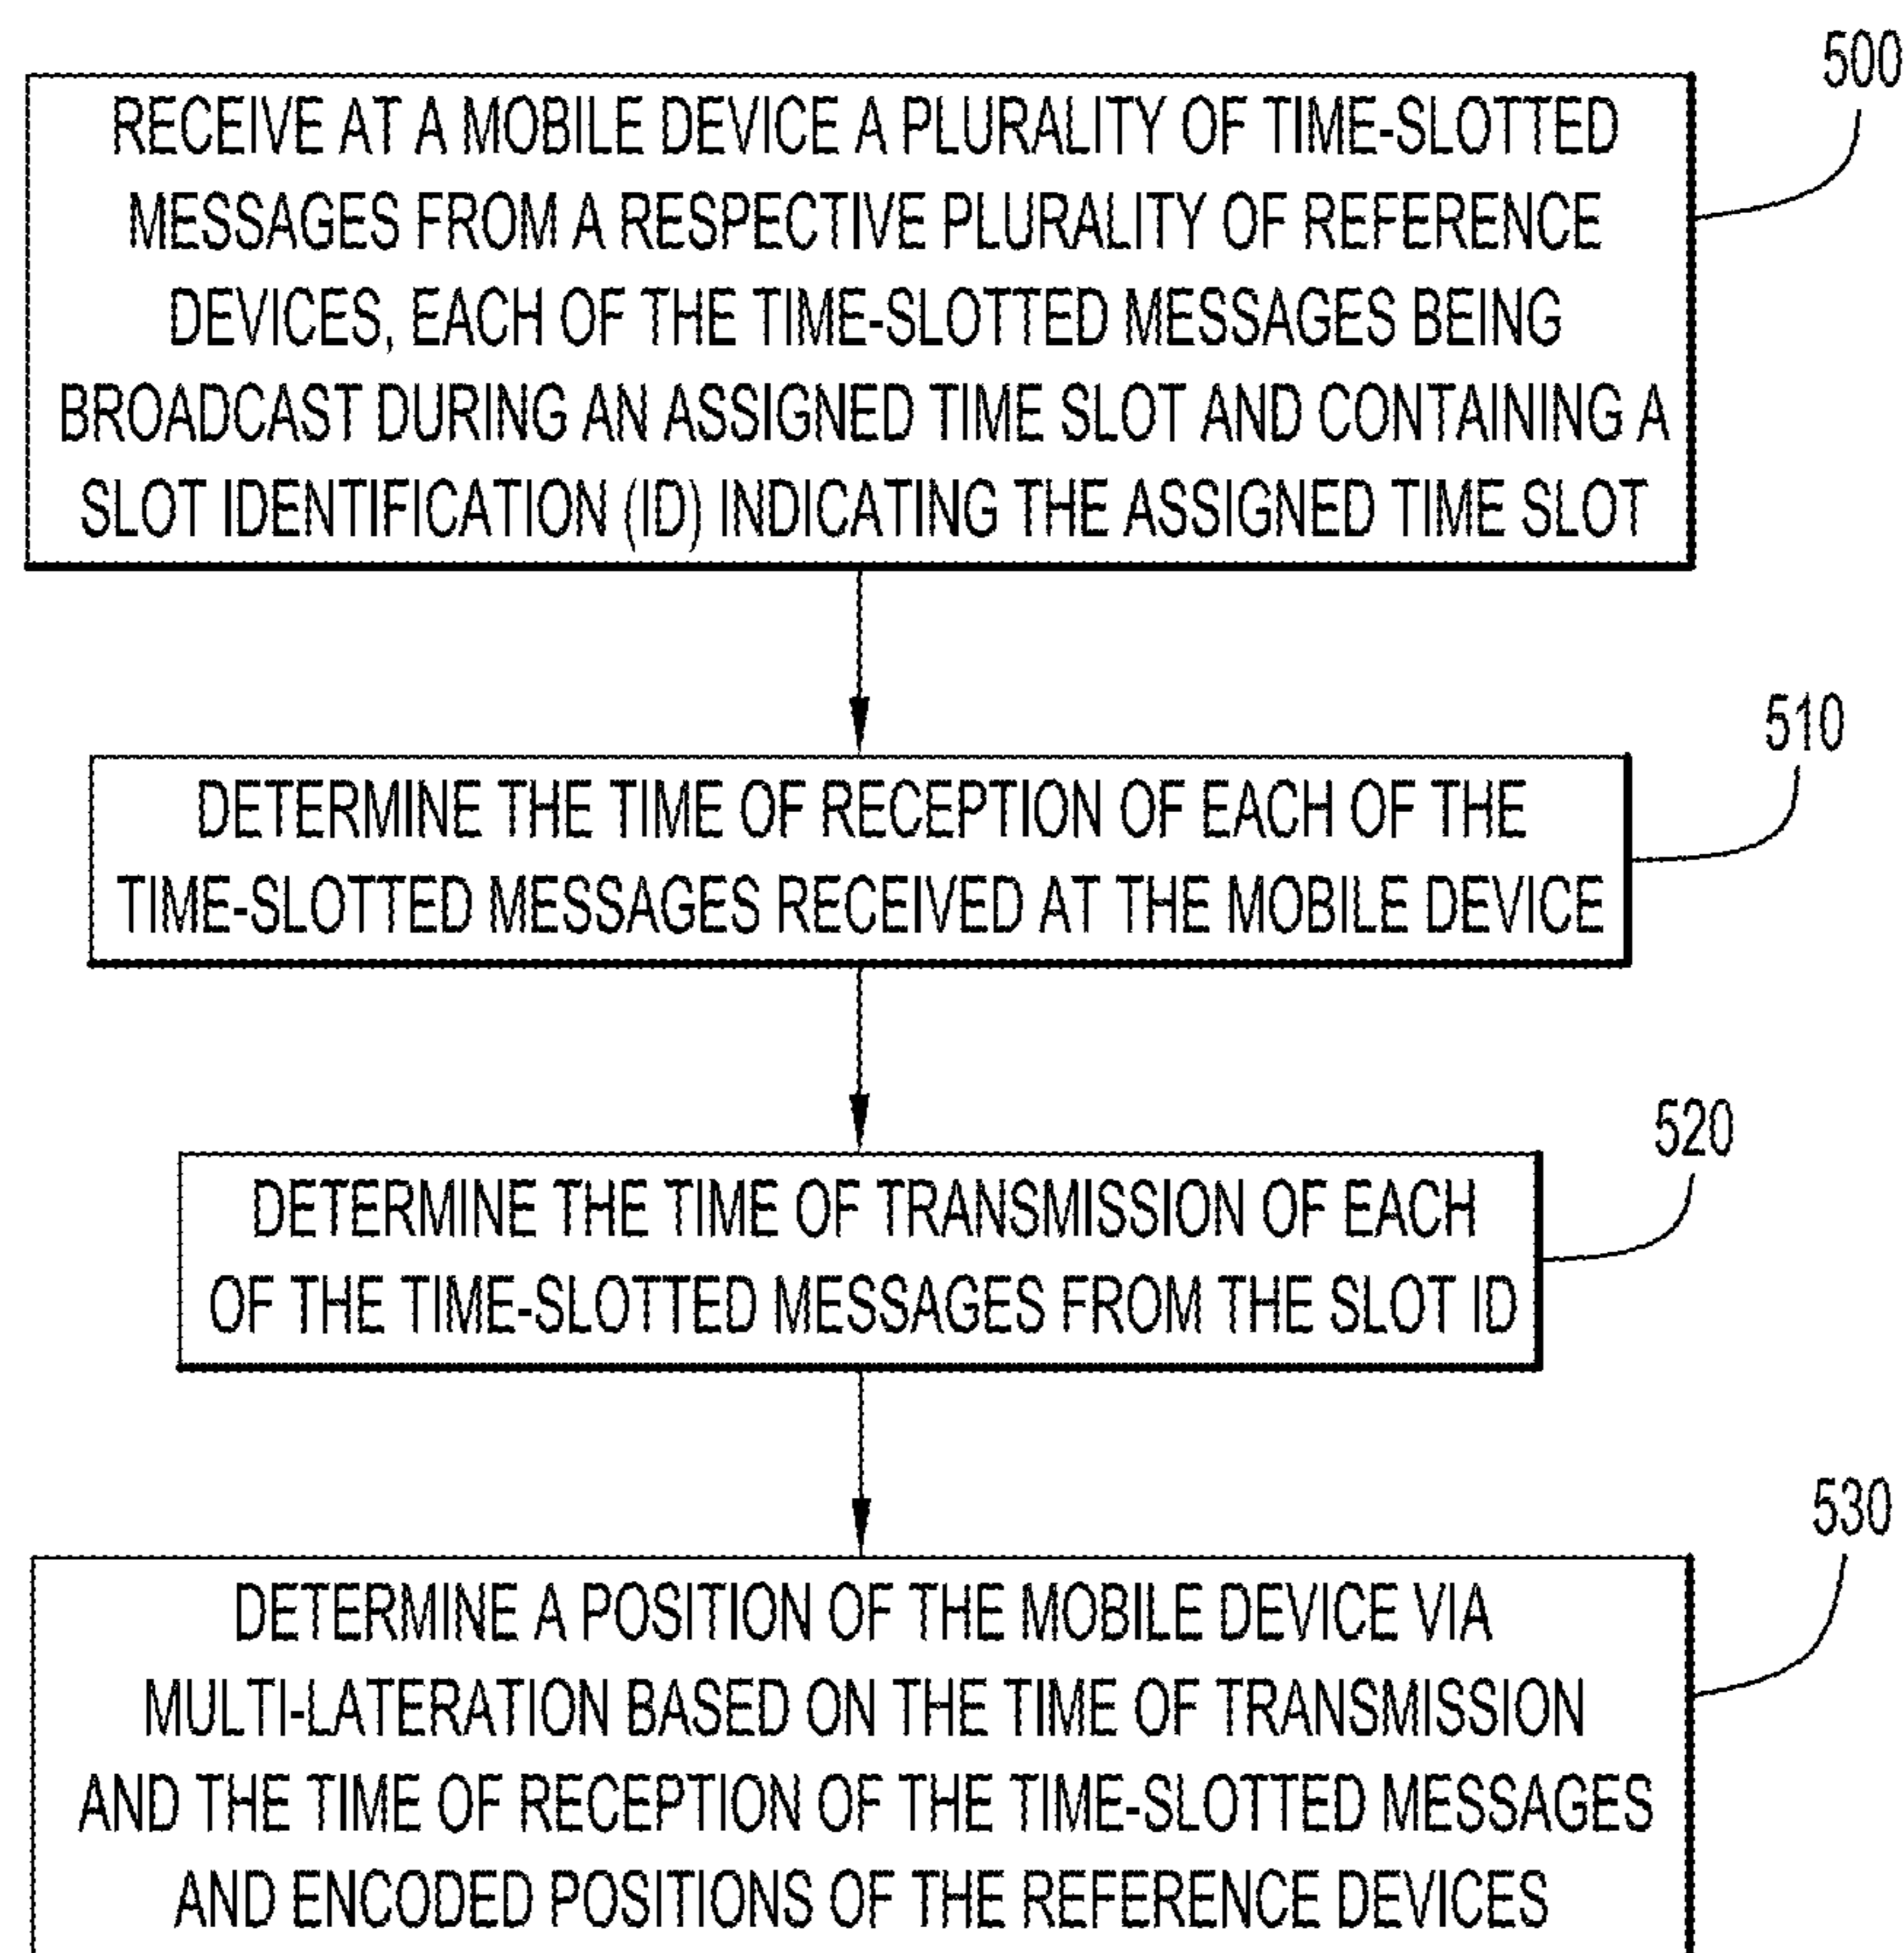 500
RECEIVE AT A MOBILE DEVICE A PLURALITY OF TIME-SLOTTED
MESSAGES FROM A RESPECTIVE PLURALITY OF REFERENCE
DEVICES, EACH OF THE TIME-SLOTTED MESSAGES BEING
BROADCAST DURING AN ASSIGNED TIME SLOT AND CONTAINING A
SLOT IDENTIFICATION (ID) INDICATING THE ASSIGNED TIME SLOT
510
DETERMINE THE TIME OF RECEPTION OF EACH OF THE
TIME-SLOTTED MESSAGES RECEIVED AT THE MOBILE DEVICE
520
DETERMINE THE TIME OF TRANSMISSION OF EACH
OF THE TIME-SLOTTED MESSAGES FROM THE SLOT ID
530
DETERMINE A POSITION OF THE MOBILE DEVICE VIA
MULTI-LATERATION BASED ON THE TIME OF TRANSMISSION
AND THE TIME OF RECEPTION OF THE TIME-SLOTTED MESSAGES
AND ENCODED POSITIONS OF THE REFERENCE DEVICES